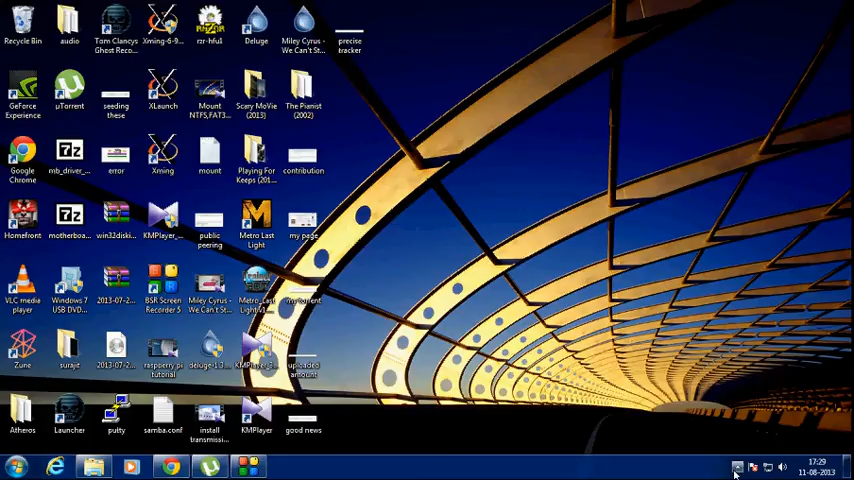 Recycle Bin
audio
Tom Clancys
Ghost Reco...
Xming-6-9...
rzr-hfu1
Deluge
Miley Cyrus -
We Can't St...
precise
tracker
GeForce
Experience
µTorrent
seeding
these
XLaunch
Mount
NTFS,FAT3...
Scary MoVie
(2013)
The Pianist
(2002)
Google
Chrome
mb_driver_...
error
Xming
mount
Playing For
Keeps (201...
contribution
Homefront
motherboa...
win32diski...
KMPlayer_...
public
peering
Metro Last
Light
my page
VLC media
player
Windows 7
USB DVD...
2013-07-2...
BSR Screen
Recorder 5
Miley Cyrus -
We Can't St...
Metro_Last
Light v1...
my torrent
Zune
surajit
2013-07-2...
raspberry pi
tutorial
deluge-1.3...
uploaded
amount
Atheros
Launcher
putty
samba.conf
install
transmissi...
KMPlayer
good news
17:29
11-08-2013